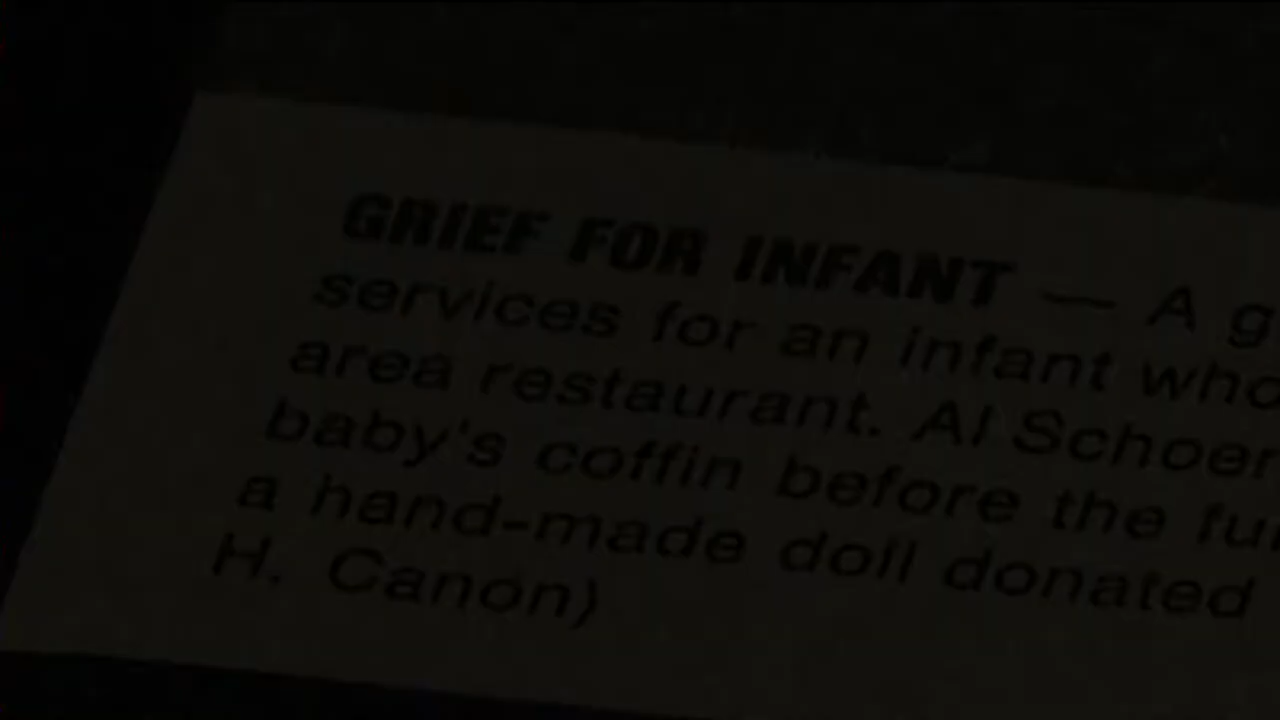 GRIEF FOR INFANT — A g
services for an infant who
area restaurant. Al Schoer
baby's coffin before the fu
a hand-made doll donated
H. Canon)